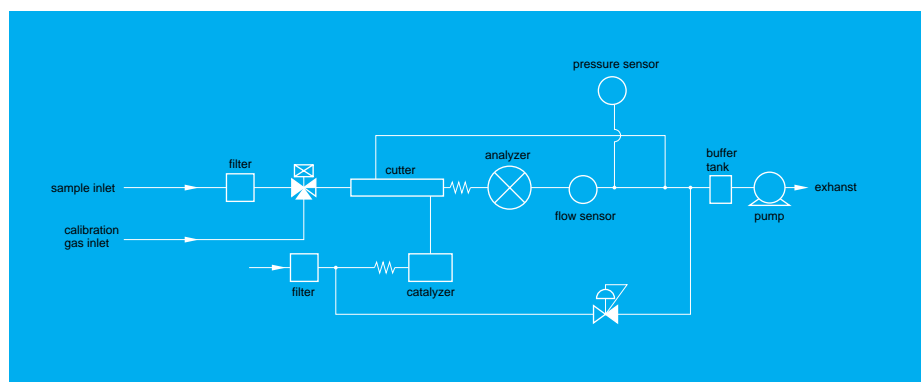 pressure sensor
filter
cutter
analyzer
buffer
tank
sample inlet
exhanst
flow sensor
pump
calibration
gas inlet
filter
catalyzer